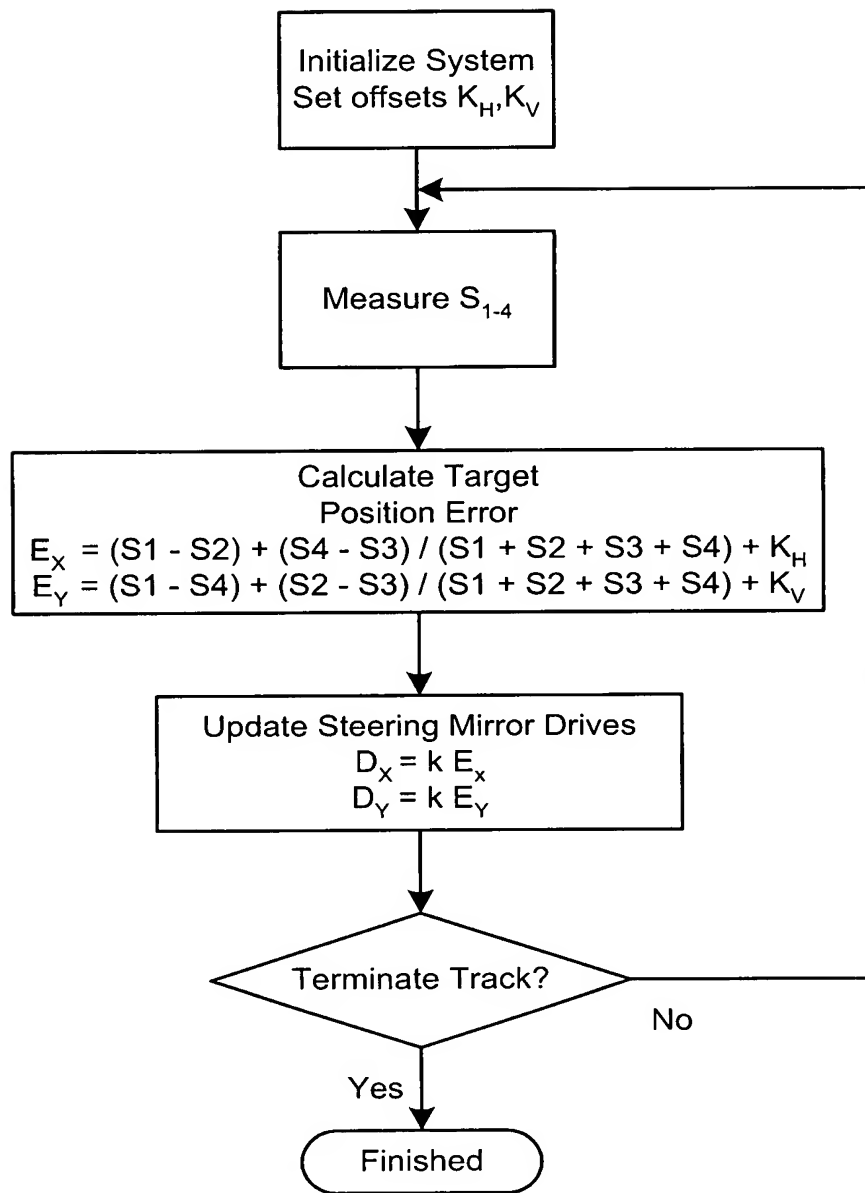 Initialize System
Set offsets K_H,K_V
Measure S_1-4
Calculate Target
Position Error
E_X = (S1 - S2) + (S4 - S3) / (S1 + S2 + S3 + S4) + K_H
E_Y = (S1 - S4) + (S2 - S3) / (S1 + S2 + S3 + S4) + K_V
Update Steering Mirror Drives
D_X = k E_x
D_Y = k E_Y
Terminate Track?
No
Yes
Finished